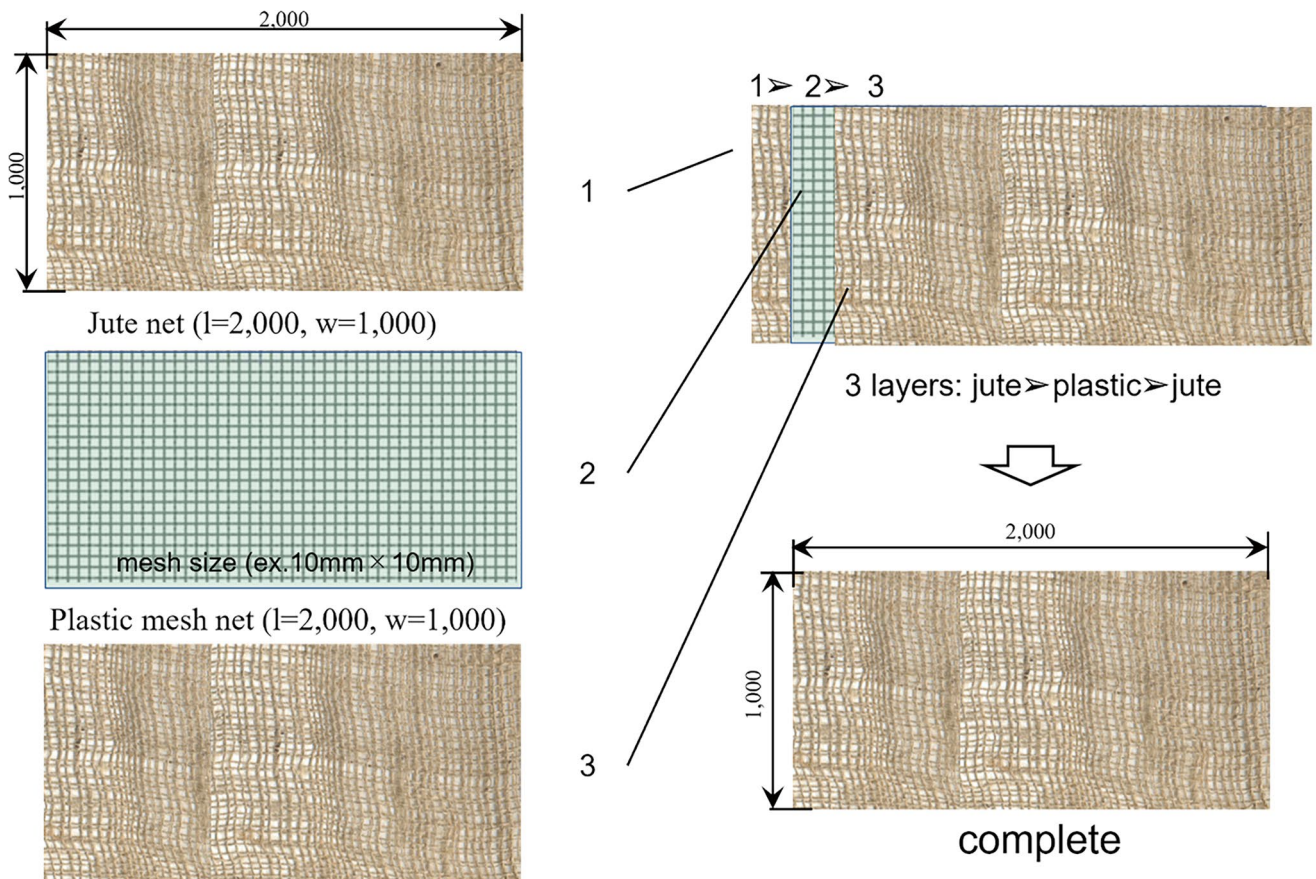 2,000
1,000
Jute net (l=2,000, w=1,000)
mesh size (ex.10mm×10mm)
Plastic mesh net (l=2,000, w=1,000)
1
2
3
1➢ 2➢ 3
3 layers: jute➢plastic➢jute
2,000
1,000
complete